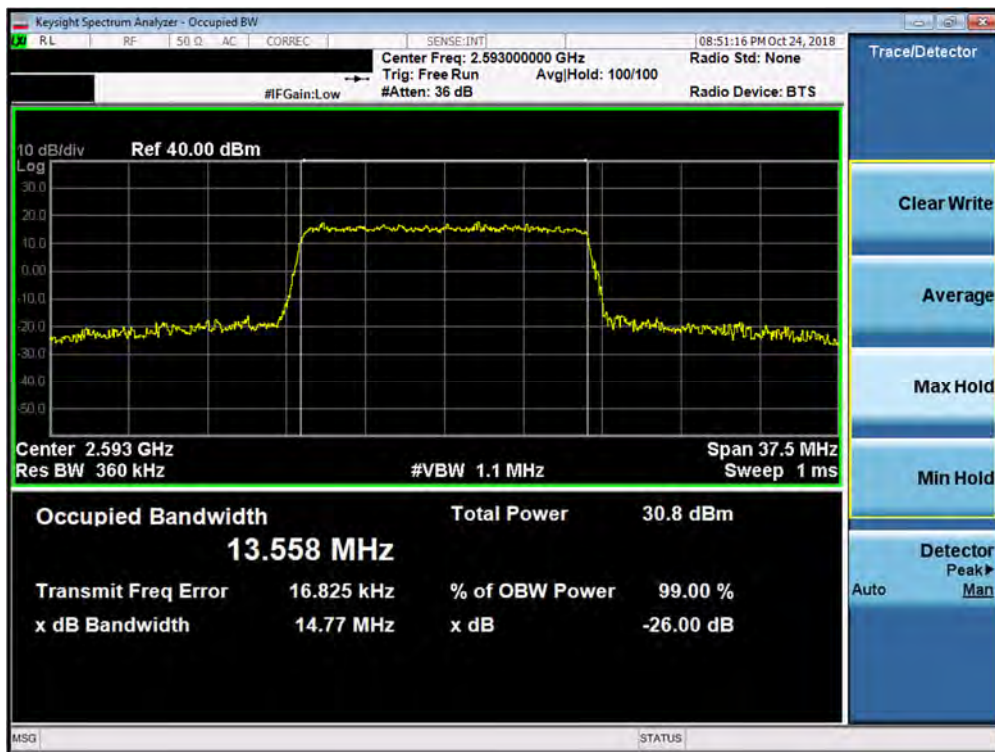 Keysight Spectrum Analyzer - Occupied BW
LXI RL RF 50 Ω AC CORREC SENSE:INT 08:51:16 PM Oct 24, 2018
Center Freq: 2.593000000 GHz Radio Std: None
Trig: Free Run Avg|Hold: 100/100
#IFGain:Low #Atten: 36 dB Radio Device: BTS
10 dB/div Ref 40.00 dBm
Log
30.0
20.0
10.0
0.00
-10.0
-20.0
-30.0
-40.0
-50.0
Center 2.593 GHz Span 37.5 MHz
Res BW 360 kHz #VBW 1.1 MHz Sweep 1 ms
Occupied Bandwidth Total Power 30.8 dBm
13.558 MHz
Transmit Freq Error 16.825 kHz % of OBW Power 99.00 %
x dB Bandwidth 14.77 MHz x dB -26.00 dB
MSG STATUS
Trace/Detector
Clear Write
Average
Max Hold
Min Hold
Detector
Peak▶
Auto Man